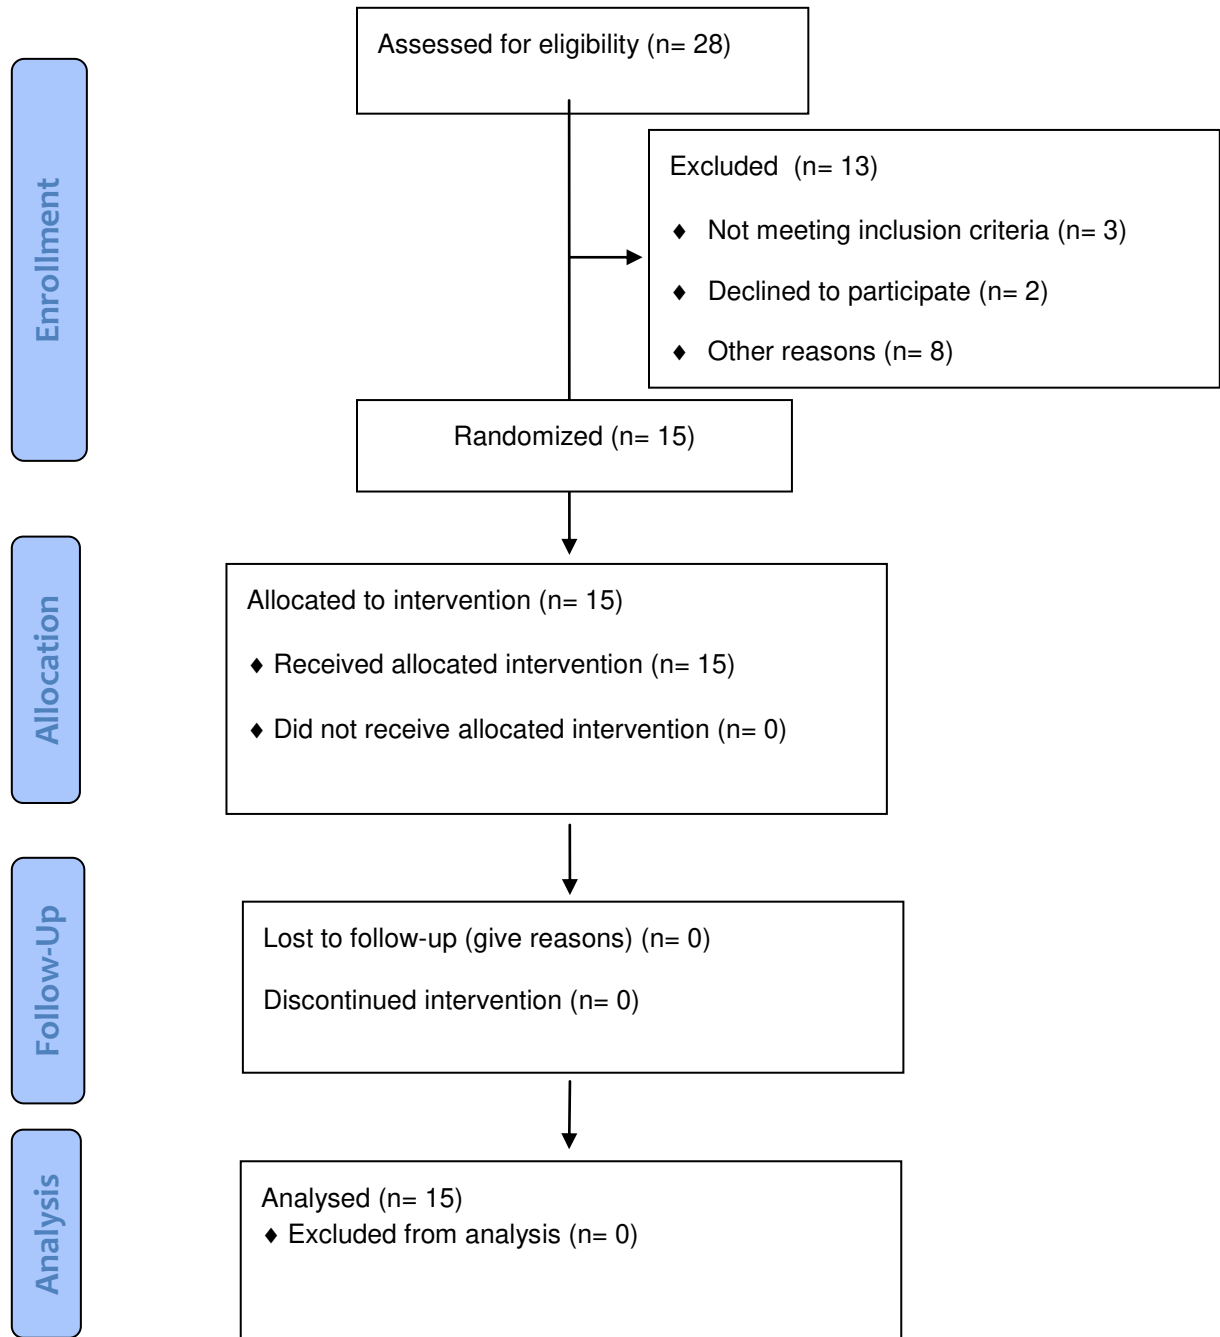 Assessed for eligibility (n= 28)
Enrollment
Excluded  (n= 13)
♦ Not meeting inclusion criteria (n= 3)
♦ Declined to participate (n= 2)
♦ Other reasons (n= 8)
Randomized (n= 15)
Allocation
Allocated to intervention (n= 15)
♦ Received allocated intervention (n= 15)
♦ Did not receive allocated intervention (n= 0)
Follow-Up
Lost to follow-up (give reasons) (n= 0)
Discontinued intervention (n= 0)
Analysis
Analysed (n= 15)
♦ Excluded from analysis (n= 0)